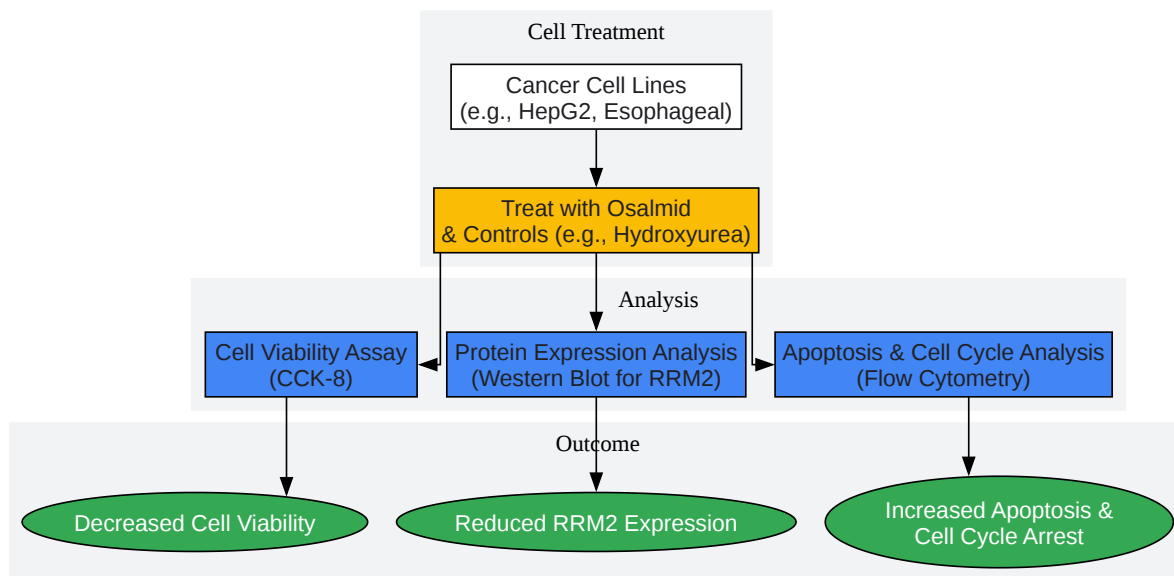 Cell Treatment
Cancer Cell Lines
(e.g., HepG2, Esophageal)
Treat with Osalmid
& Controls (e.g., Hydroxyurea)
Analysis
Cell Viability Assay
(CCK-8)
Protein Expression Analysis
(Western Blot for RRM2)
Apoptosis & Cell Cycle Analysis
(Flow Cytometry)
Outcome
Decreased Cell Viability
Reduced RRM2 Expression
Increased Apoptosis &
Cell Cycle Arrest